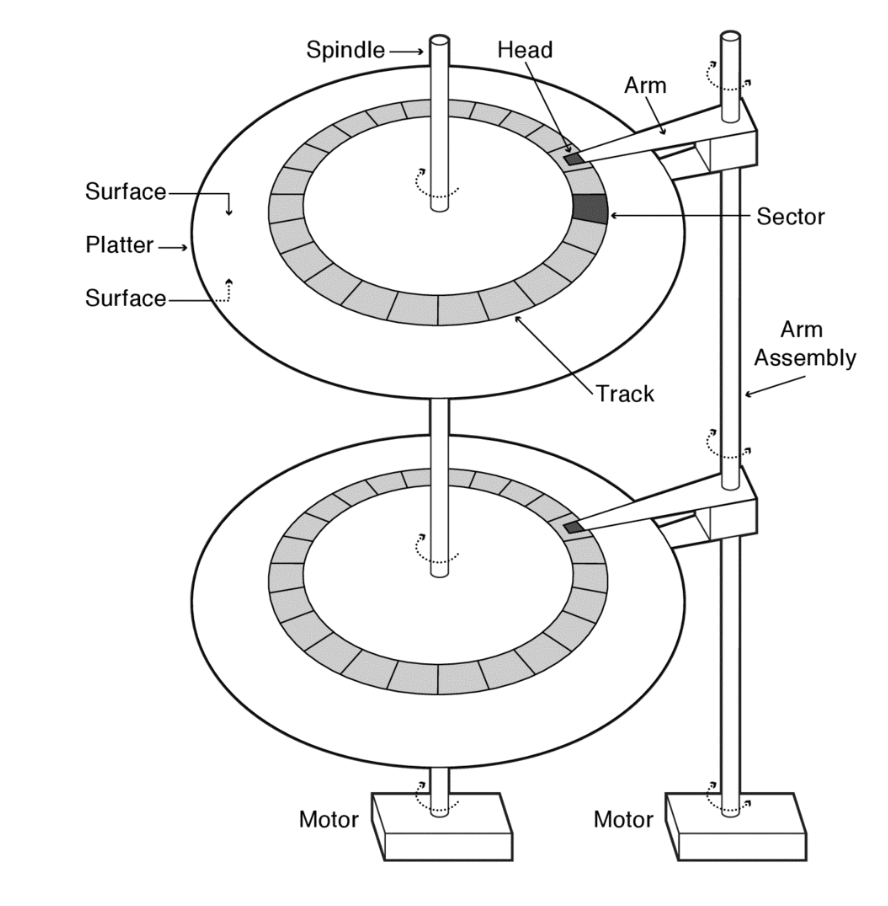 Spindle
Head
Arm
Surface
Sector
Platter
Surface
Arm
Assembly
Track
Motor
Motor